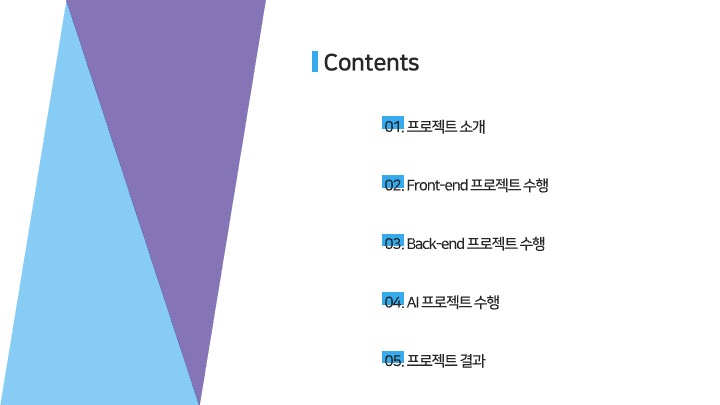 Contents
01. 프로젝트 소개
02. Front-end 프로젝트 수행
03. Back-end 프로젝트 수행
04. AI 프로젝트 수행
05. 프로젝트 결과